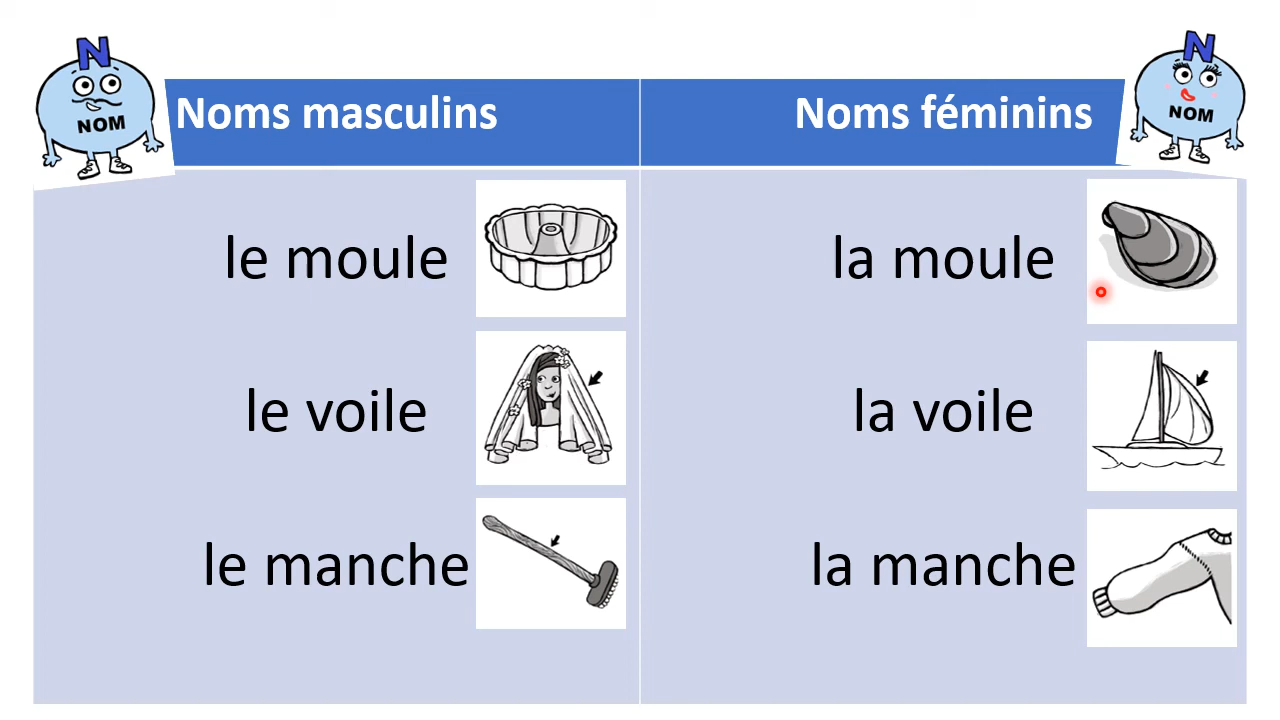 N
NOM
Noms masculins
Noms féminins
N
NOM
le moule
la moule
le voile
la voile
le manche
la manche